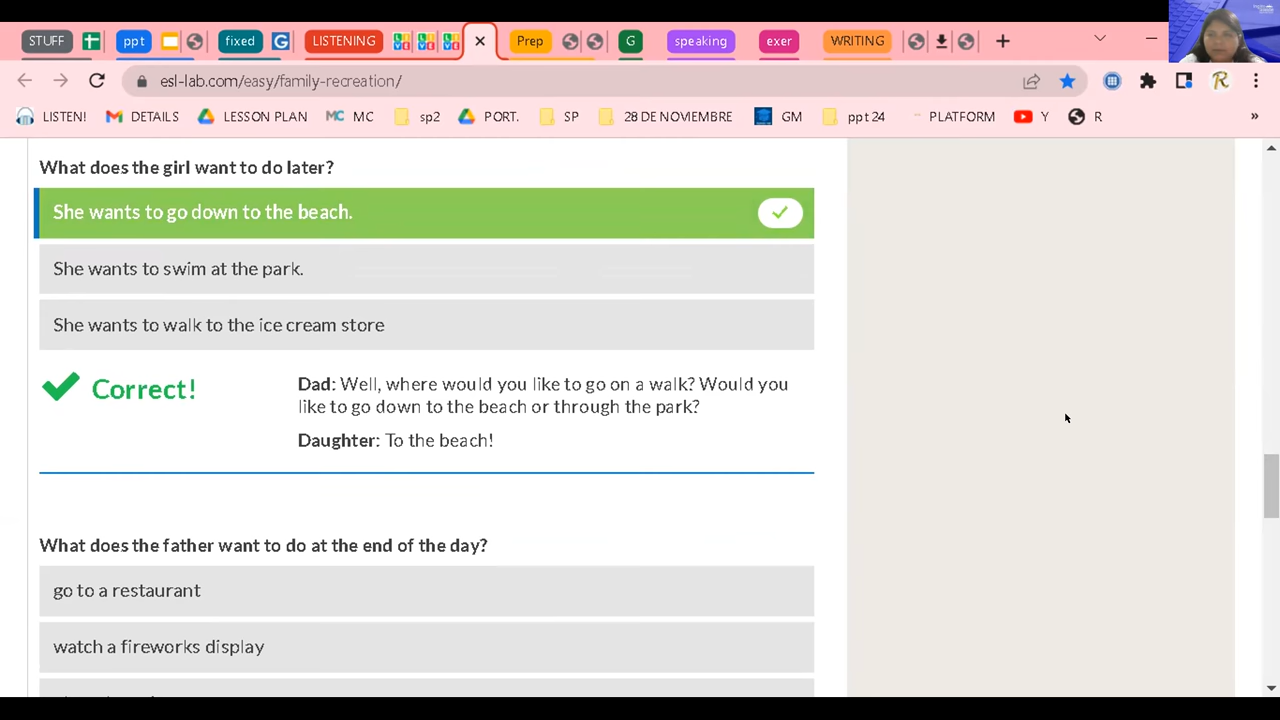 STUFF ppt fixed LISTENING Prep G speaking exer WRITING
esl-lab.com/easy/family-recreation/
LISTEN! DETAILS LESSON PLAN MC MC sp2 PORT. SP 28 DE NOVIEMBRE GM ppt 24 PLATFORM Y R »
What does the girl want to do later?
She wants to go down to the beach.
She wants to swim at the park.
She wants to walk to the ice cream store
Correct!
Dad: Well, where would you like to go on a walk? Would you
like to go down to the beach or through the park?
Daughter: To the beach!
What does the father want to do at the end of the day?
go to a restaurant
watch a fireworks display